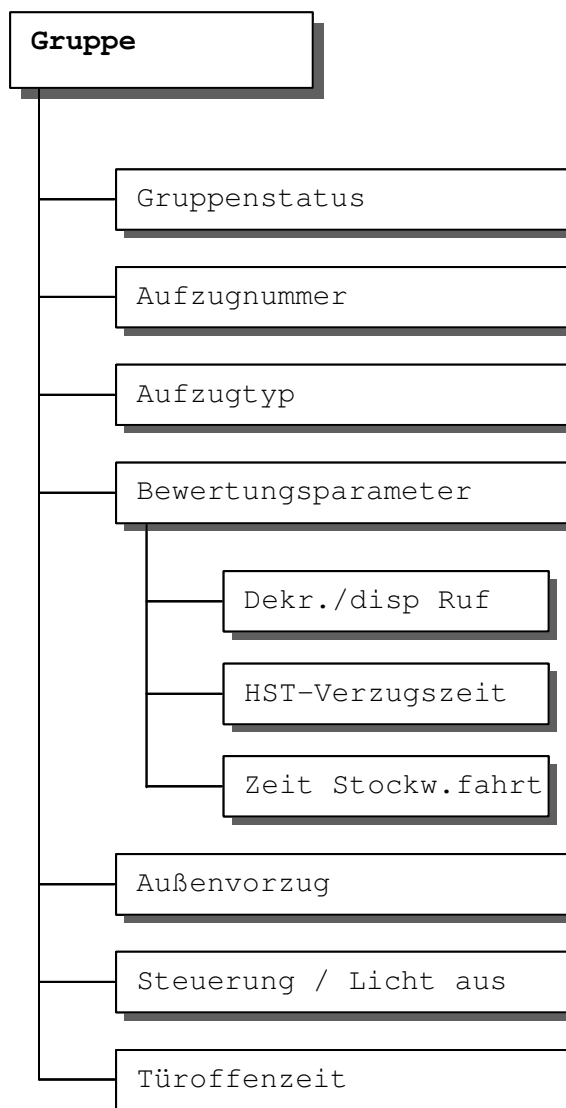 Gruppe
Gruppenstatus
Aufzugnummer
Aufzugtyp
Bewertungsparameter
Dekr./disp Ruf
HST-Verzugszeit
Zeit Stockw.fahrt
Außenvorzug
Steuerung / Licht aus
Türoffenzeit